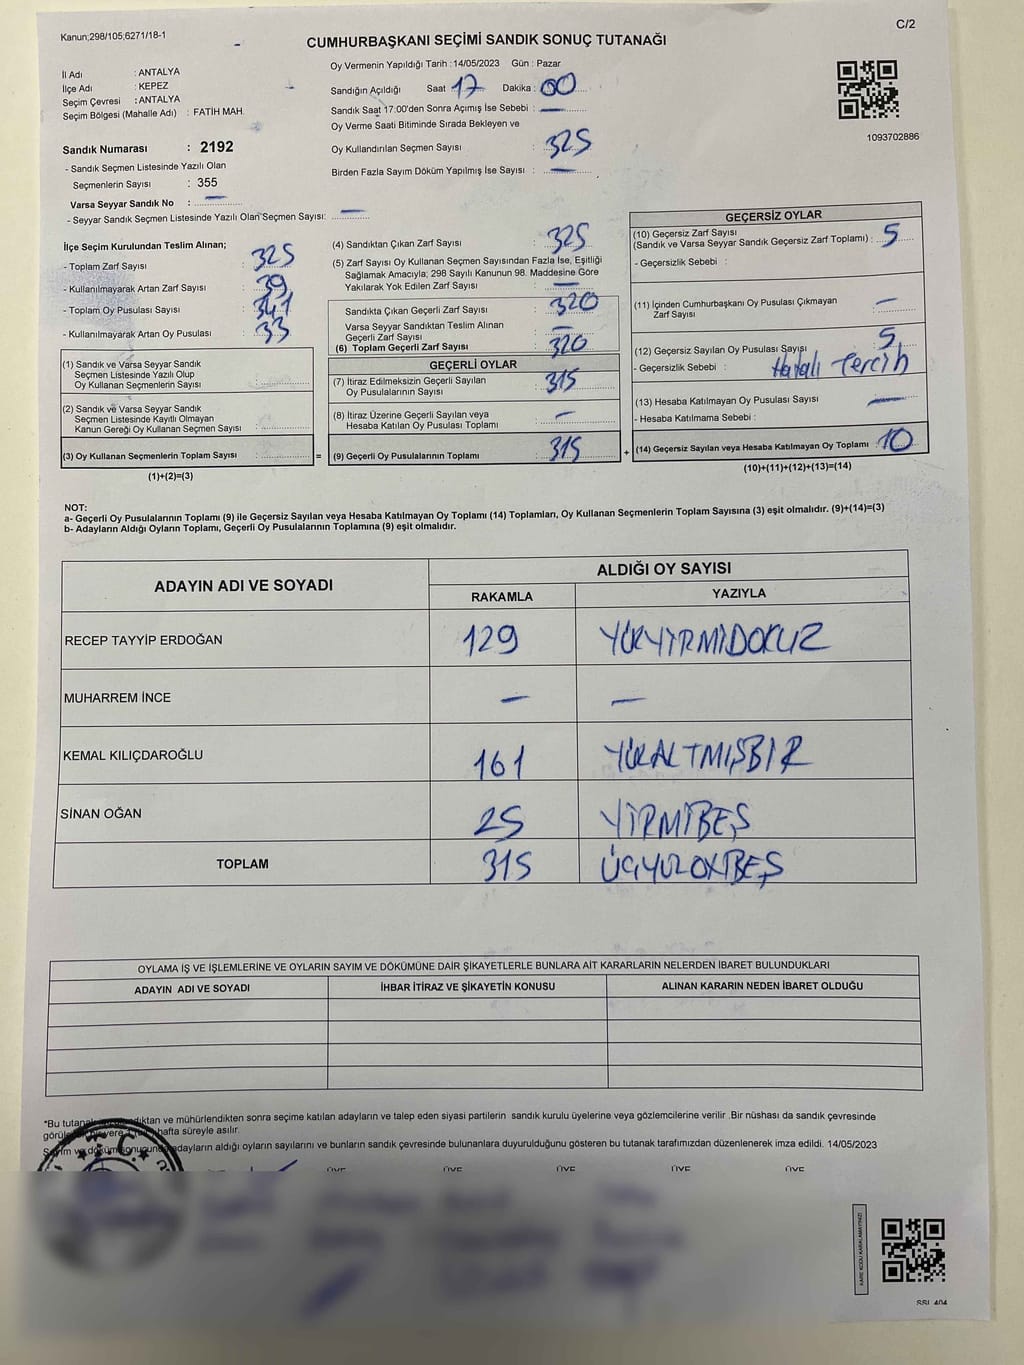 Kanun;298/105;6271/18-1
C/2
CUMHURBAŞKANI SEÇİMİ SANDIK SONUÇ TUTANAĞI
İl Adı : ANTALYA
İlçe Adı : KEPEZ
Seçim Çevresi : ANTALYA
Seçim Bölgesi (Mahalle Adı) : FATİH MAH.
Sandık Numarası : 2192
- Sandık Seçmen Listesinde Yazılı Olan
Seçmenlerin Sayısı : 355
Varsa Seyyar Sandık No : —
- Seyyar Sandık Seçmen Listesinde Yazılı Olan Seçmen Sayısı: —
Oy Vermenin Yapıldığı Tarih : 14/05/2023 Gün : Pazar
Sandığın Açıldığı Saat 17 Dakika : 00
Sandık Saat 17:00'den Sonra Açımış İse Sebebi : —
Oy Verme Saati Bitiminde Sırada Bekleyen ve
Oy Kullandırılan Seçmen Sayısı : 325
Birden Fazla Sayım Döküm Yapılmış İse Sayısı : —
1093702886
İlçe Seçim Kurulundan Teslim Alınan;
- Toplam Zarf Sayısı : 325
- Kullanılmayarak Artan Zarf Sayısı : 39
- Toplam Oy Pusulası Sayısı : 341
- Kullanılmayarak Artan Oy Pusulası : 33
(1) Sandık ve Varsa Seyyar Sandık
Seçmen Listesinde Yazılı Olup
Oy Kullanan Seçmenlerin Sayısı :
(2) Sandık ve Varsa Seyyar Sandık
Seçmen Listesinde Kayıtlı Olmayan
Kanun Gereği Oy Kullanan Seçmen Sayısı :
(3) Oy Kullanan Seçmenlerin Toplam Sayısı : =
(1)+(2)=(3)
(4) Sandıktan Çıkan Zarf Sayısı : 325
(5) Zarf Sayısı Oy Kullanan Seçmen Sayısından Fazla İse, Eşitliği
Sağlamak Amacıyla; 298 Sayılı Kanunun 98. Maddesine Göre
Yakılarak Yok Edilen Zarf Sayısı : —
Sandıkta Çıkan Geçerli Zarf Sayısı : 320
Varsa Seyyar Sandıktan Teslim Alınan
Geçerli Zarf Sayısı : —
(6) Toplam Geçerli Zarf Sayısı : 320
GEÇERLİ OYLAR
(7) İtiraz Edilmeksizin Geçerli Sayılan
Oy Pusulasının Sayısı : 315
(8) İtiraz Üzerine Geçerli Sayılan veya
Hesaba Katılan Oy Pusulası Toplamı : —
(9) Geçerli Oy Pusulalarının Toplamı : 315 +
GEÇERSİZ OYLAR
(10) Geçersiz Zarf Sayısı
(Sandık ve Varsa Seyyar Sandık Geçersiz Zarf Toplamı) : 5
- Geçersizlik Sebebi :
(11) İçinden Cumhurbaşkanı Oy Pusulası Çıkmayan
Zarf Sayısı : —
(12) Geçersiz Sayılan Oy Pusulası Sayısı : 5
- Geçersizlik Sebebi : Hatalı Tercih
(13) Hesaba Katılmayan Oy Pusulası Sayısı : —
- Hesaba Katılmama Sebebi :
(14) Geçersiz Sayılan veya Hesaba Katılmayan Oy Toplamı : 10
(10)+(11)+(12)+(13)=(14)
NOT:
a- Geçerli Oy Pusulalarının Toplamı (9) ile Geçersiz Sayılan veya Hesaba Katılmayan Oy Toplamı (14) Toplamları, Oy Kullanan Seçmenlerin Toplam Sayısına (3) eşit olmalıdır. (9)+(14)=(3)
b- Adayların Aldığı Oyların Toplamı, Geçerli Oy Pusulalarının Toplamına (9) eşit olmalıdır.
ADAYIN ADI VE SOYADI ALDIĞI OY SAYISI
RAKAMLA YAZIYLA
RECEP TAYYİP ERDOĞAN 129 YÜZYİRMİDOKUZ
MUHARREM İNCE — —
KEMAL KILIÇDAROĞLU 161 YÜZALTMIŞBİR
SİNAN OĞAN 25 YİRMİBEŞ
TOPLAM 315 ÜÇYUZONBEŞ
OYLAMA İŞ VE İŞLEMLERİNE VE OYLARIN SAYIM VE DÖKÜMÜNE DAİR ŞİKAYETLERLE BUNLARA AİT KARARLARIN NELERDEN İBARET BULUNDUKLARI
ADAYIN ADI VE SOYADI İHBAR İTİRAZ VE ŞİKAYETİN KONUSU ALINAN KARARIN NEDEN İBARET OLDUĞU
*Bu tutanak ve mühürlendikten sonra seçime katılan adayların ve talep eden siyasi partilerin sandık kurulu üyelerine veya gözlemcilerine verilir .Bir nüshası da sandık çevresinde
hafta süreyle asılır.
Sayım ve adayların aldığı oyların sayılarını ve bunların sandık çevresinde bulunanlara duyurulduğunu gösteren bu tutanak tarafımızdan düzenlenerek imza edildi. 14/05/2023
ÜYE ÜYE ÜYE ÜYE ÜYE